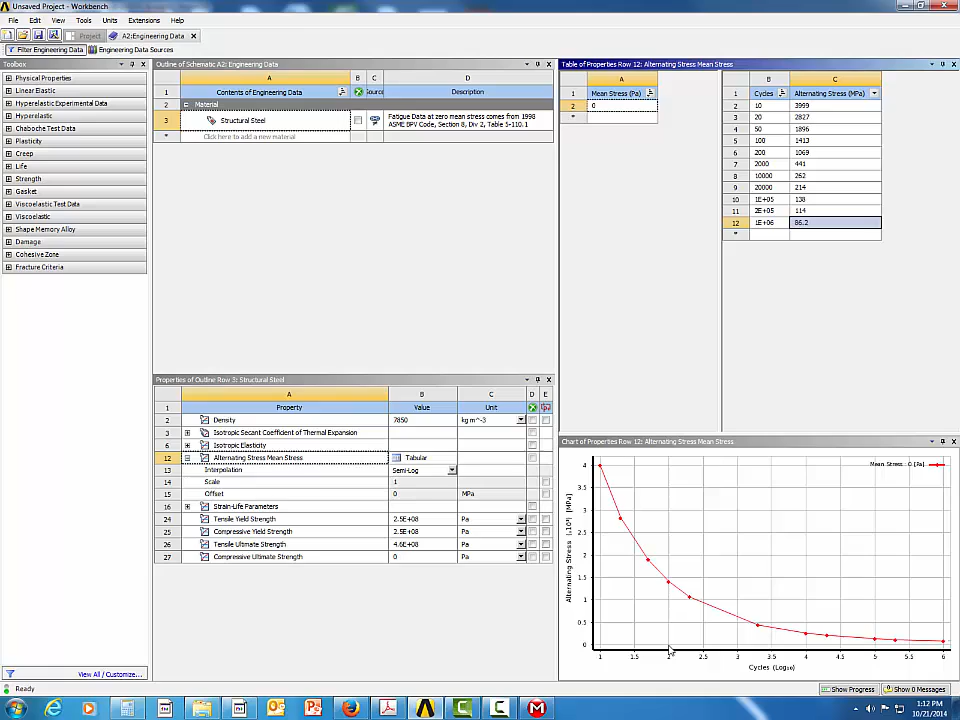 Unsaved Project - Workbench
File Edit View Tools Units Extensions Help
Project A2:Engineering Data
Filter Engineering Data Engineering Data Sources
Toolbox
Physical Properties
Linear Elastic
Hyperelastic Experimental Data
Hyperelastic
Chaboche Test Data
Plasticity
Creep
Life
Strength
Gasket
Viscoelastic Test Data
Viscoelastic
Shape Memory Alloy
Damage
Cohesive Zone
Fracture Criteria
View All / Customize...
Outline of Schematic A2: Engineering Data
A B C D
1 Contents of Engineering Data Source Description
2 Material
3 Structural Steel Fatigue Data at zero mean stress comes from 1998
ASME BPV Code, Section 8, Div 2, Table 5-110.1
* Click here to add a new material
Properties of Outline Row 3: Structural Steel
A B C D E
1 Property Value Unit
2 Density 7850 kg m^-3
3 Isotropic Secant Coefficient of Thermal Expansion
6 Isotropic Elasticity
12 Alternating Stress Mean Stress Tabular
13 Interpolation Semi-Log
14 Scale 1
15 Offset 0 MPa
16 Strain-Life Parameters
24 Tensile Yield Strength 2.5E+08 Pa
25 Compressive Yield Strength 2.5E+08 Pa
26 Tensile Ultimate Strength 4.6E+08 Pa
27 Compressive Ultimate Strength 0 Pa
Table of Properties Row 12: Alternating Stress Mean Stress
A
1 Mean Stress (Pa)
2 0
*
B C
1 Cycles Alternating Stress (MPa)
2 10 3999
3 20 2827
4 50 1896
5 100 1413
6 200 1069
7 2000 441
8 10000 262
9 20000 214
10 1E+05 138
11 2E+05 114
12 1E+06 86.2
*
Chart of Properties Row 12: Alternating Stress Mean Stress
Mean Stress : 0 [Pa]
Alternating Stress (.10³) [MPa]
4
3.5
3
2.5
2
1.5
1
0.5
0
1 1.5 2 2.5 3 3.5 4 4.5 5 5.5 6
Cycles (Log₁₀)
Ready
Show Progress Show 0 Messages
1:12 PM
10/21/2014